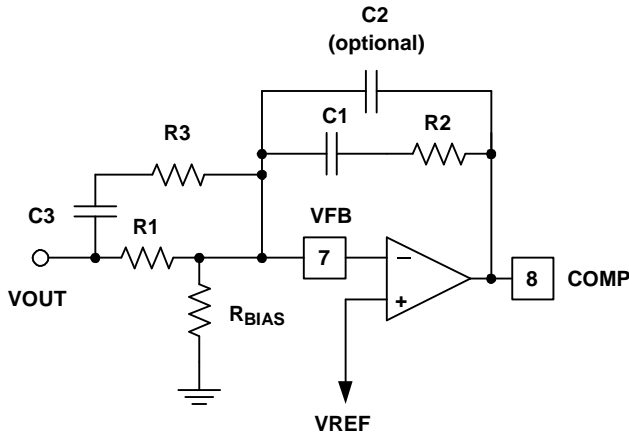 C2
(optional)
C1
R2
R3
C3
R1
VFB
7
−
+
8
COMP
VOUT
RBIAS
VREF